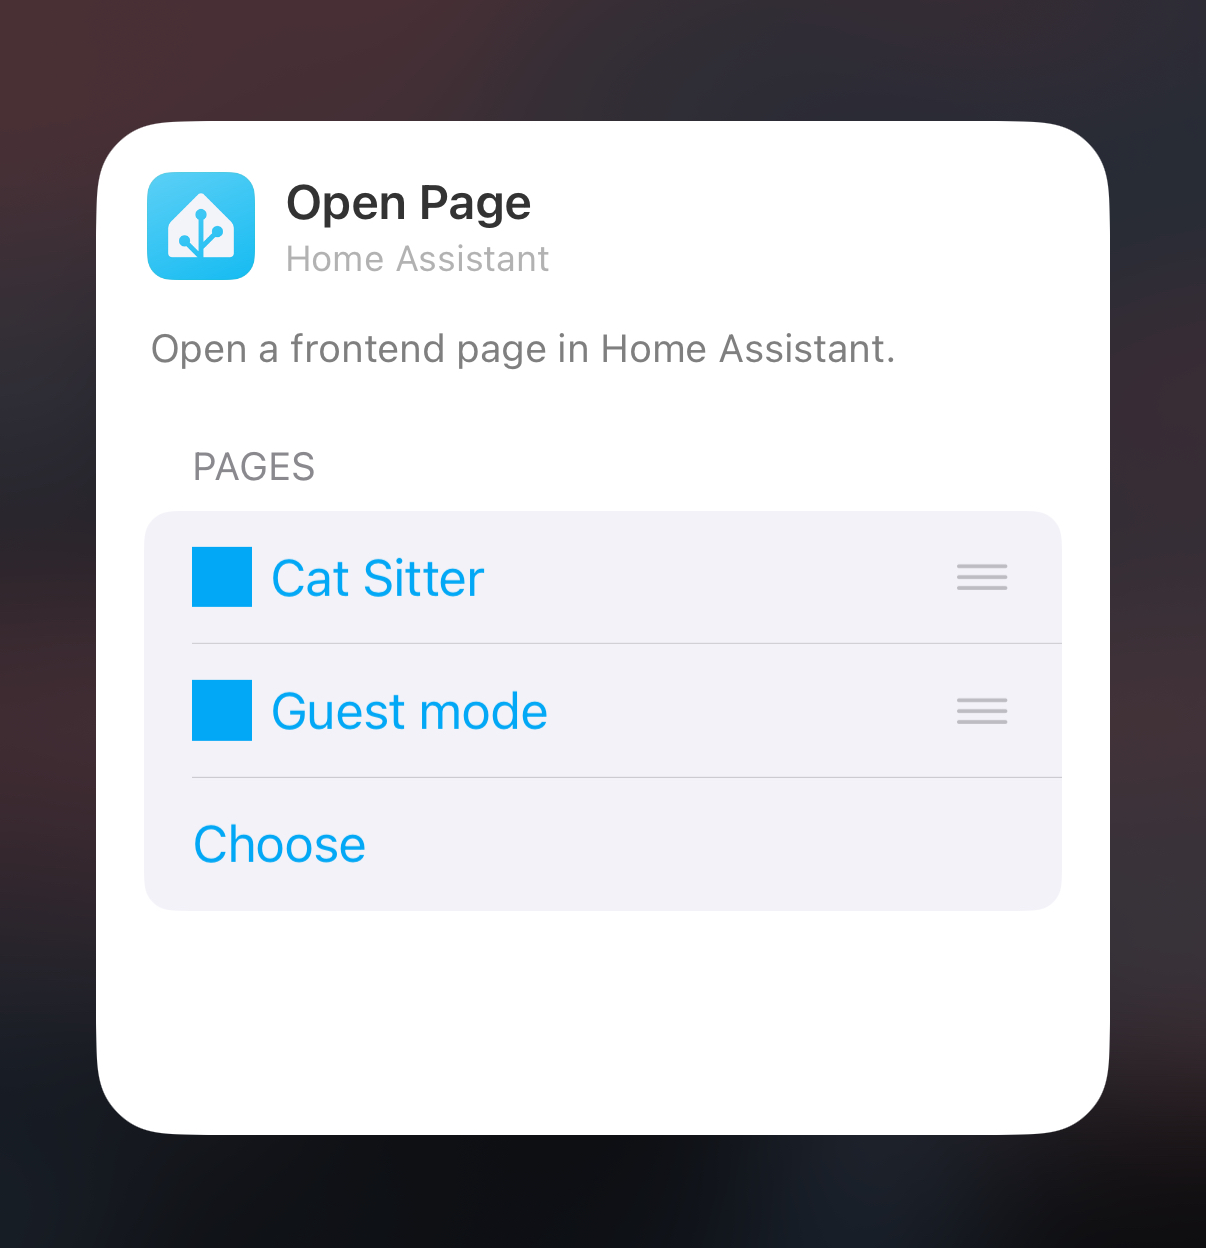 Open Page
Home Assistant
Open a frontend page in Home Assistant.
PAGES
Cat Sitter
Guest mode
Choose